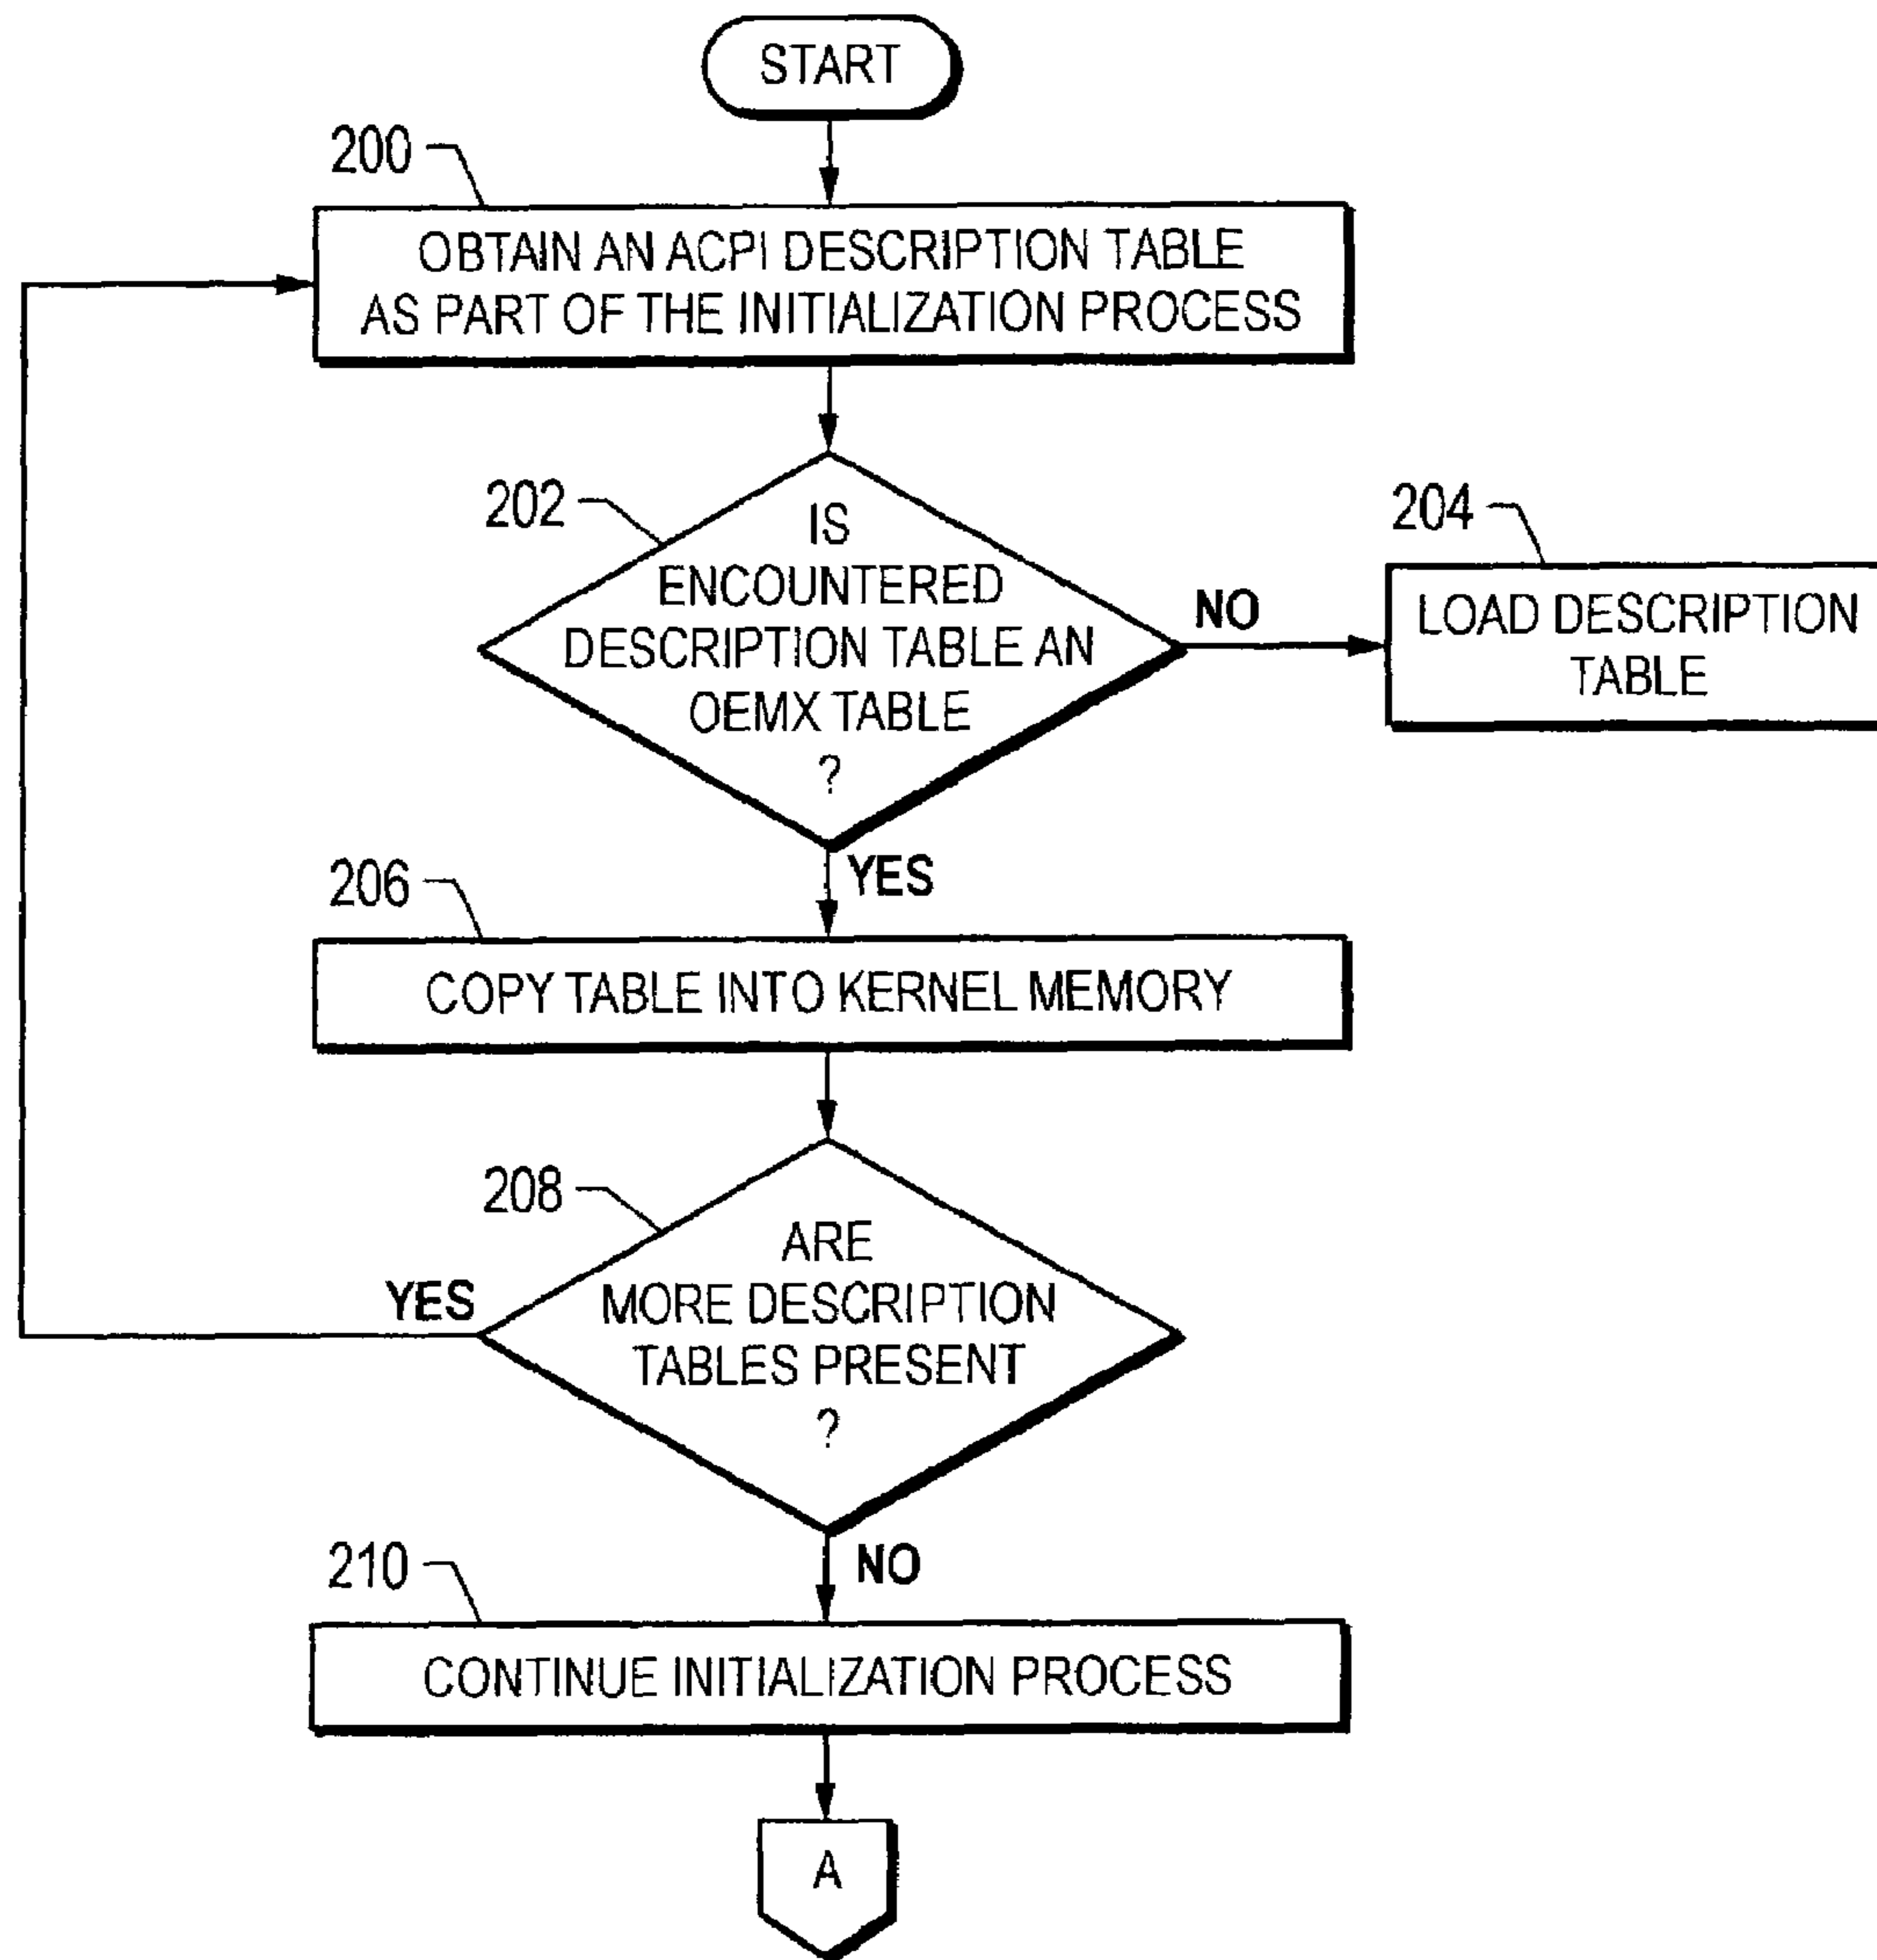 START
200
OBTAIN AN ACPI DESCRIPTION TABLE
AS PART OF THE INITIALIZATION PROCESS
202
IS
ENCOUNTERED
DESCRIPTION TABLE AN
OEMX TABLE
?
NO
204
LOAD DESCRIPTION
TABLE
YES
206
COPY TABLE INTO KERNEL MEMORY
208
ARE
MORE DESCRIPTION
TABLES PRESENT
?
YES
NO
210
CONTINUE INITIALIZATION PROCESS
A